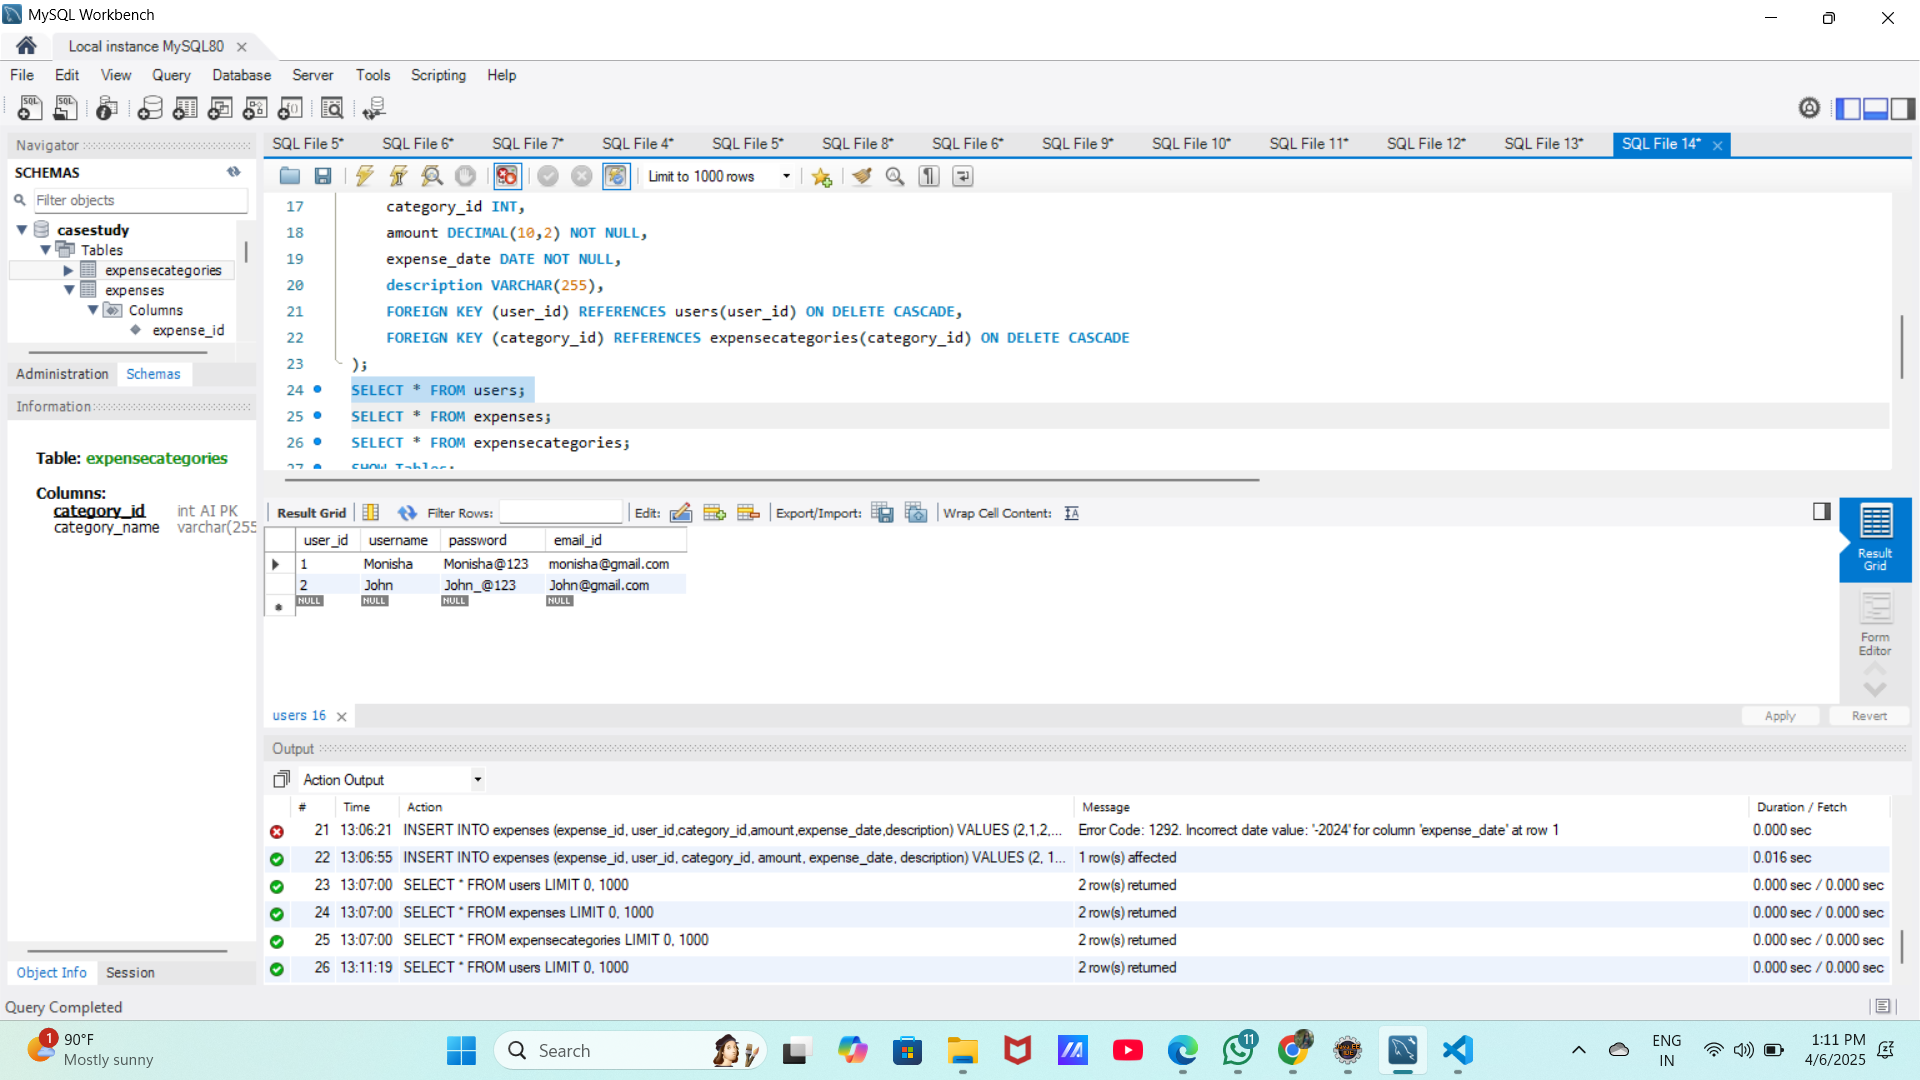 MySQL Workbench
Local instance MySQL80
File Edit View Query Database Server Tools Scripting Help
Navigator
SCHEMAS
Filter objects
casestudy
Tables
expensecategories
expenses
Columns
expense_id
Administration Schemas
Information
Table: expensecategories
Columns:
category_id int AI PK
category_name varchar(255
Object Info Session
SQL File 5* SQL File 6* SQL File 7* SQL File 4* SQL File 5* SQL File 8* SQL File 6* SQL File 9* SQL File 10* SQL File 11* SQL File 12* SQL File 13* SQL File 14*
Limit to 1000 rows
17 category_id INT,
18 amount DECIMAL(10,2) NOT NULL,
19 expense_date DATE NOT NULL,
20 description VARCHAR(255),
21 FOREIGN KEY (user_id) REFERENCES users(user_id) ON DELETE CASCADE,
22 FOREIGN KEY (category_id) REFERENCES expensecategories(category_id) ON DELETE CASCADE
23 );
24 SELECT * FROM users;
25 SELECT * FROM expenses;
26 SELECT * FROM expensecategories;
27 SHOW Tables;
Result Grid Filter Rows: Edit: Export/Import: Wrap Cell Content:
user_id username password email_id
1 Monisha Monisha@123 monisha@gmail.com
2 John John_@123 John@gmail.com
NULL NULL NULL NULL
Result Grid
Form Editor
users 16
Apply Revert
Output
Action Output
# Time Action Message Duration / Fetch
21 13:06:21 INSERT INTO expenses (expense_id, user_id,category_id,amount,expense_date,description) VALUES (2,1,2,... Error Code: 1292. Incorrect date value: '-2024' for column 'expense_date' at row 1 0.000 sec
22 13:06:55 INSERT INTO expenses (expense_id, user_id, category_id, amount, expense_date, description) VALUES (2, 1... 1 row(s) affected 0.016 sec
23 13:07:00 SELECT * FROM users LIMIT 0, 1000 2 row(s) returned 0.000 sec / 0.000 sec
24 13:07:00 SELECT * FROM expenses LIMIT 0, 1000 2 row(s) returned 0.000 sec / 0.000 sec
25 13:07:00 SELECT * FROM expensecategories LIMIT 0, 1000 2 row(s) returned 0.000 sec / 0.000 sec
26 13:11:19 SELECT * FROM users LIMIT 0, 1000 2 row(s) returned 0.000 sec / 0.000 sec
Query Completed
1 90°F
Mostly sunny
Search
11
ENG
IN
1:11 PM
4/6/2025